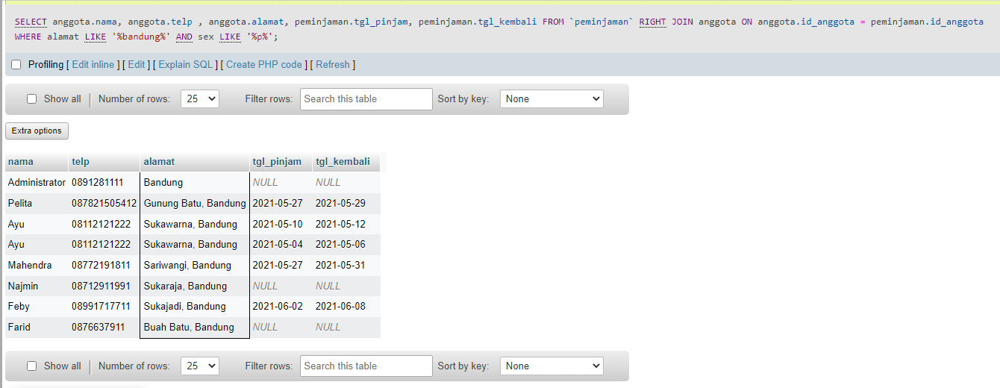 SELECT anggota.nama, anggota.telp , anggota.alamat, peminjaman.tgl_pinjam, peminjaman.tgl_kembali FROM `peminjaman` RIGHT JOIN anggota ON anggota.id_anggota = peminjaman.id_anggota
WHERE alamat LIKE '%bandung%' AND sex LIKE '%p%';
Profiling [ Edit inline ] [ Edit ] [ Explain SQL ] [ Create PHP code ] [ Refresh ]
Show all Number of rows: 25 Filter rows: Search this table Sort by key: None
Extra options
nama telp alamat tgl_pinjam tgl_kembali
Administrator 0891281111 Bandung NULL NULL
Pelita 087821505412 Gunung Batu, Bandung 2021-05-27 2021-05-29
Ayu 08112121222 Sukawarna, Bandung 2021-05-10 2021-05-12
Ayu 08112121222 Sukawarna, Bandung 2021-05-04 2021-05-06
Mahendra 08772191811 Sariwangi, Bandung 2021-05-27 2021-05-31
Najmin 08712911991 Sukaraja, Bandung NULL NULL
Feby 08991717711 Sukajadi, Bandung 2021-06-02 2021-06-08
Farid 0876637911 Buah Batu, Bandung NULL NULL
Show all Number of rows: 25 Filter rows: Search this table Sort by key: None